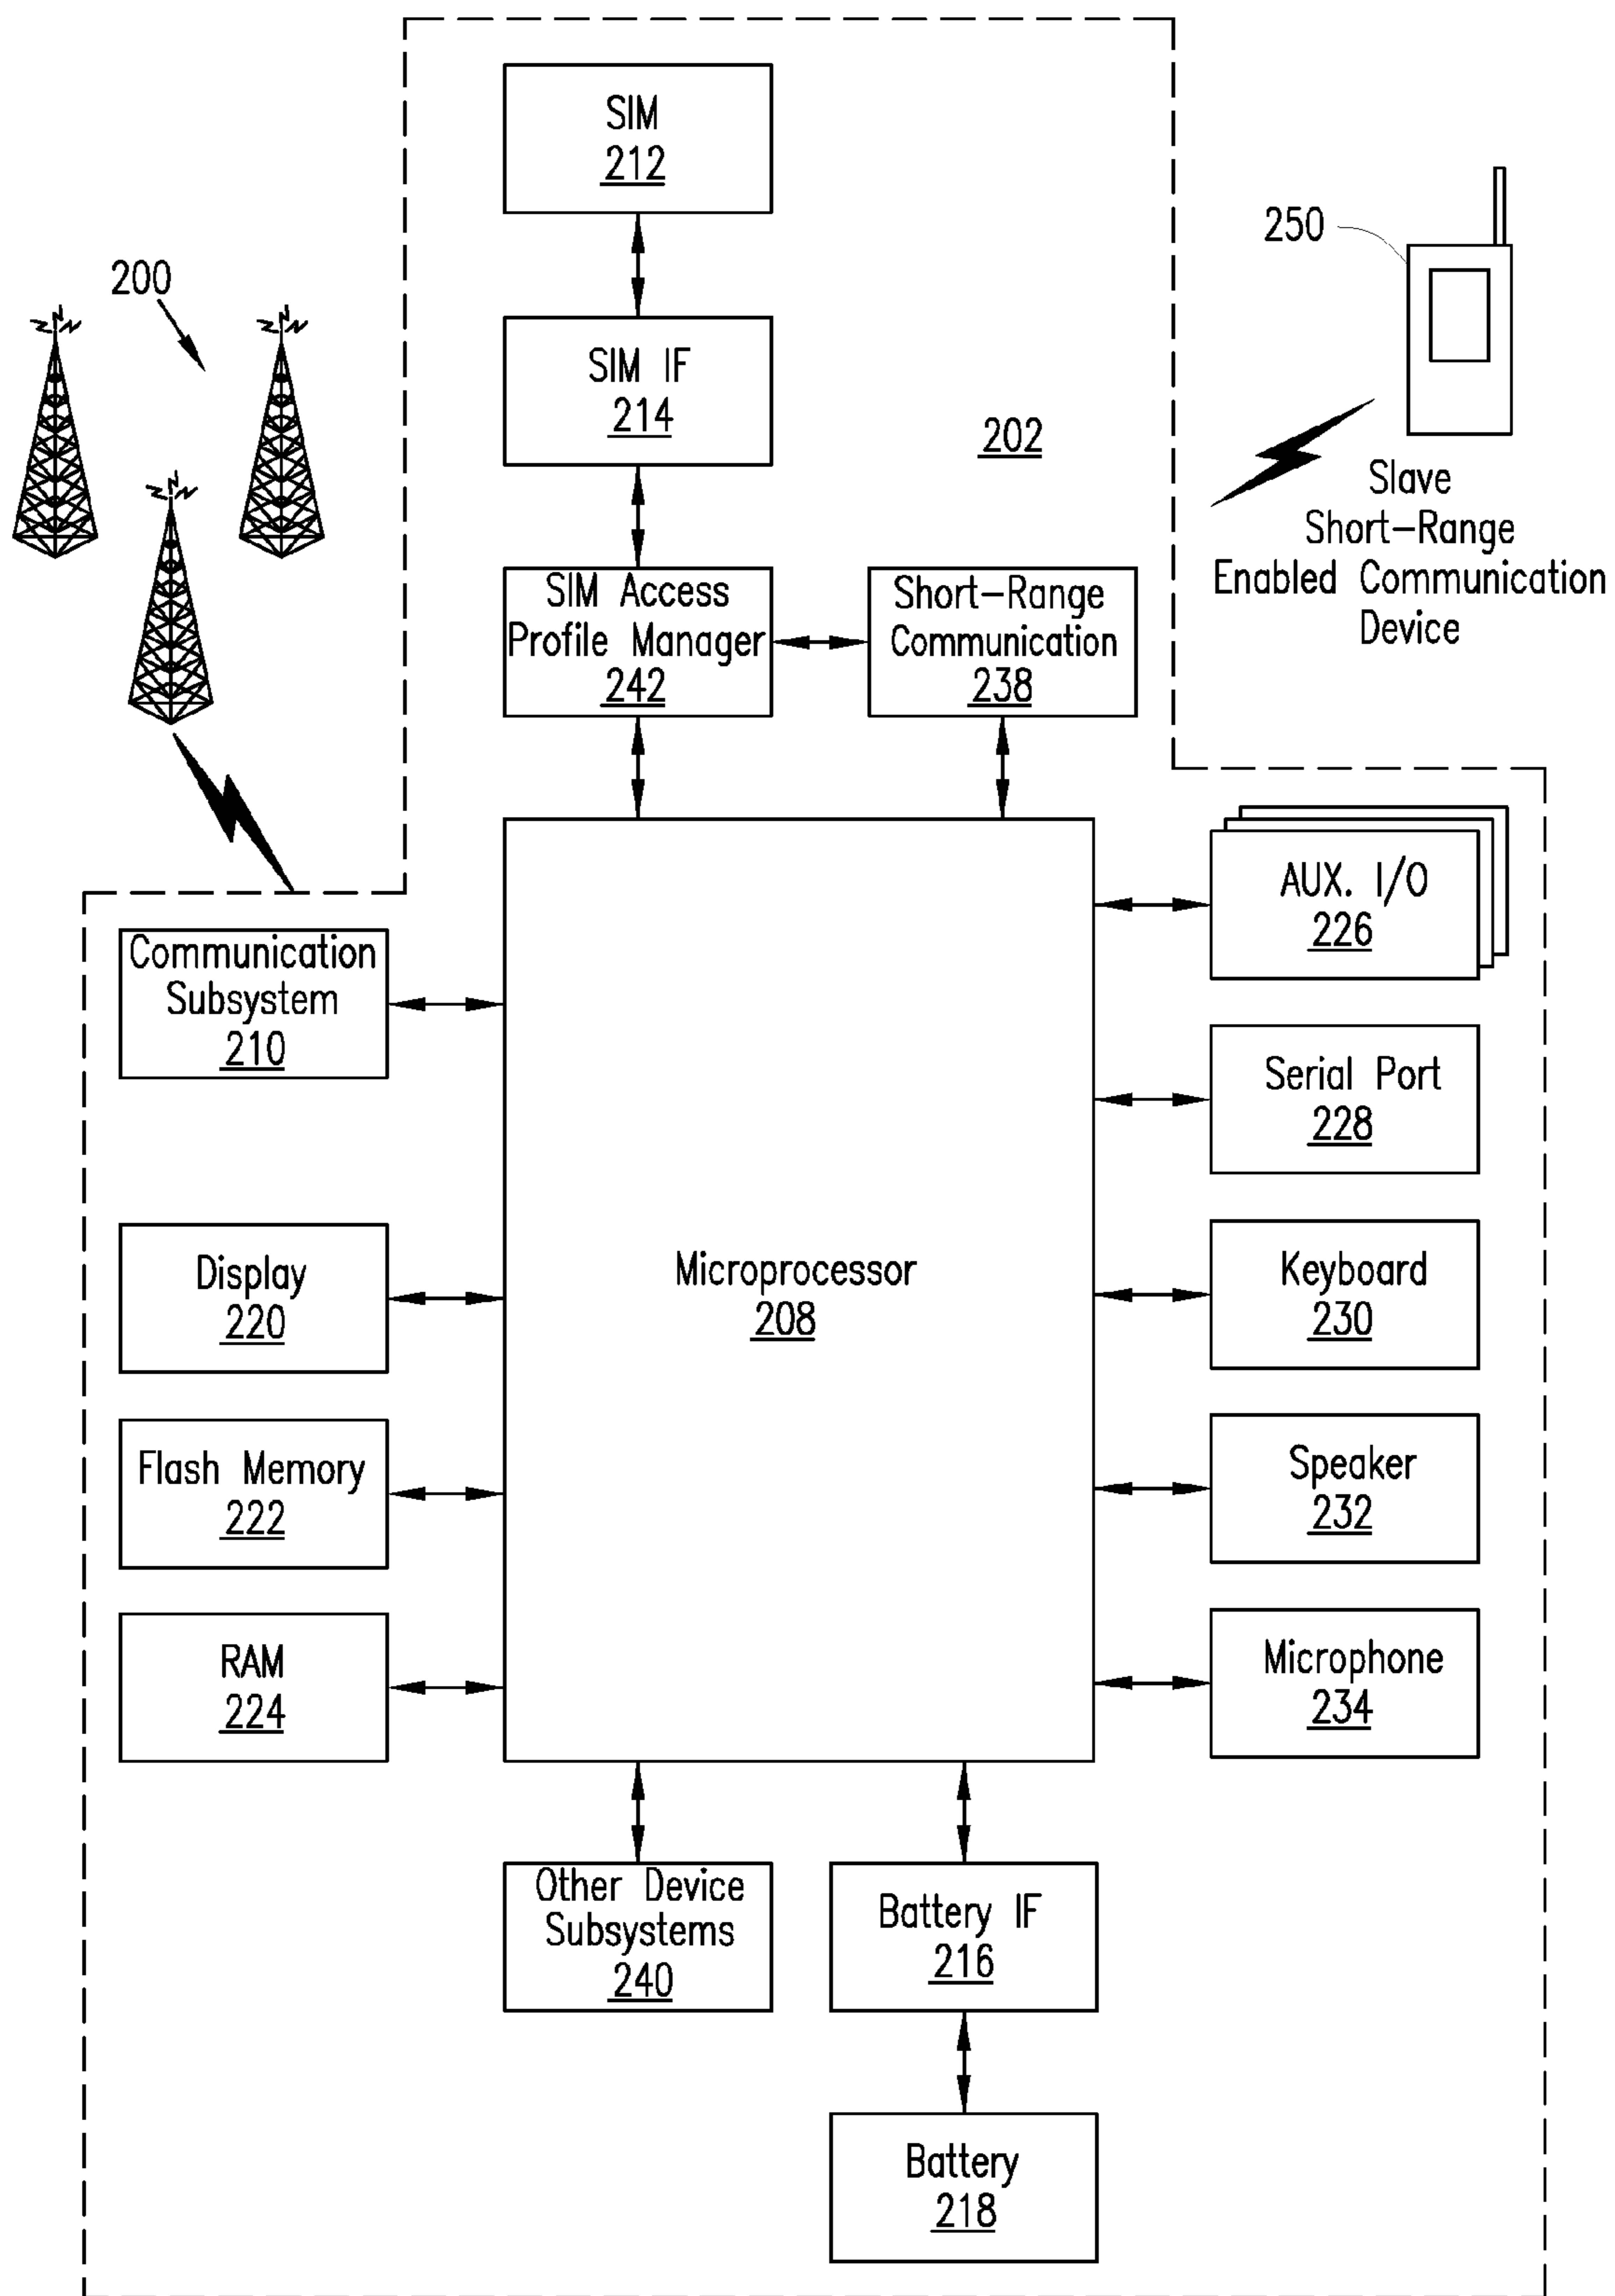 SIM
212
200
250
SIM IF
214
202
Slave
Short-Range
Enabled Communication
Device
SIM Access
Profile Manager
242
Short-Range
Communication
238
AUX. I/O
226
Communication
Subsystem
210
Serial Port
228
Display
220
Microprocessor
208
Keyboard
230
Flash Memory
222
Speaker
232
RAM
224
Microphone
234
Other Device
Subsystems
240
Battery IF
216
Battery
218